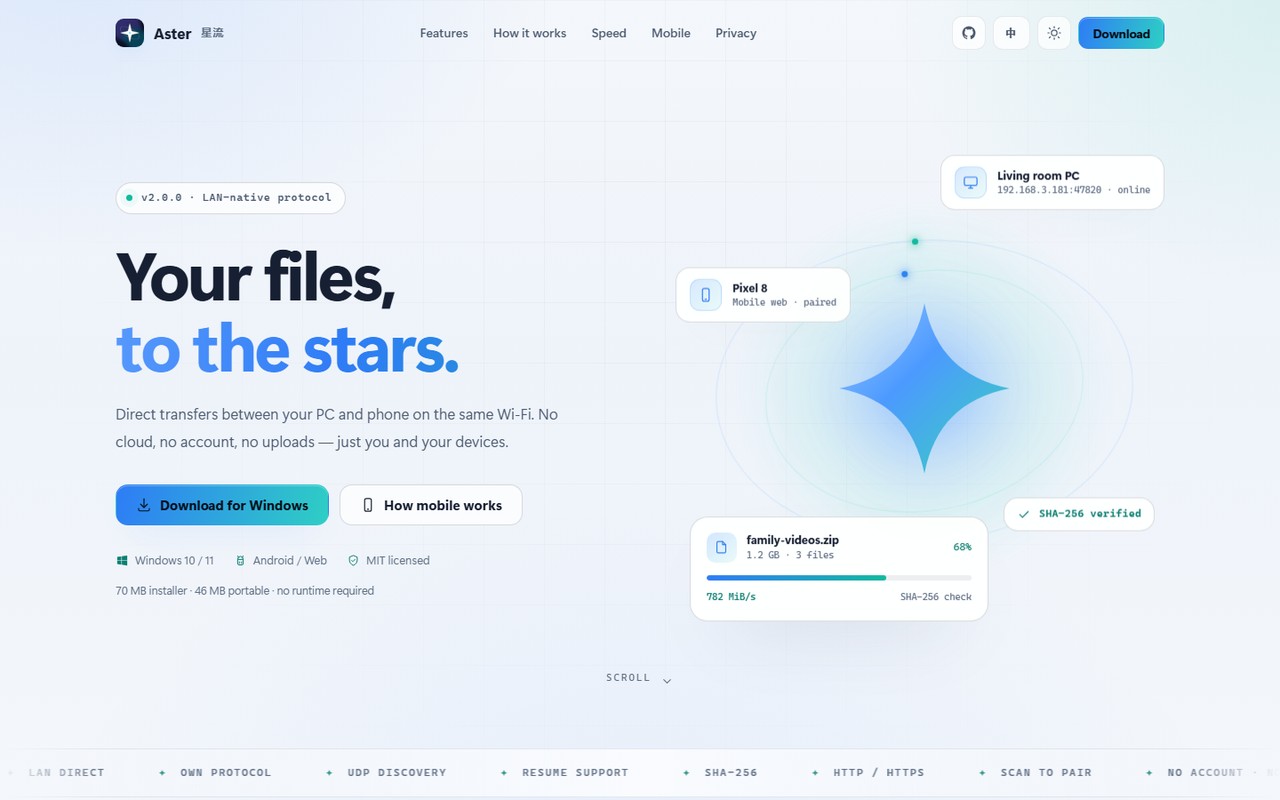 Aster 星流
Features How it works Speed Mobile Privacy
中
Download
v2.0.0 · LAN-native protocol
Your files,
to the stars.
Direct transfers between your PC and phone on the same Wi-Fi. No
cloud, no account, no uploads — just you and your devices.
Download for Windows
How mobile works
Windows 10 / 11 Android / Web MIT licensed
70 MB installer · 46 MB portable · no runtime required
Living room PC
192.168.3.181:47820 · online
Pixel 8
Mobile web · paired
SHA-256 verified
family-videos.zip
1.2 GB · 3 files
68%
782 MiB/s SHA-256 check
SCROLL
LAN DIRECT ✦ OWN PROTOCOL ✦ UDP DISCOVERY ✦ RESUME SUPPORT ✦ SHA-256 ✦ HTTP / HTTPS ✦ SCAN TO PAIR ✦ NO ACCOUNT ·